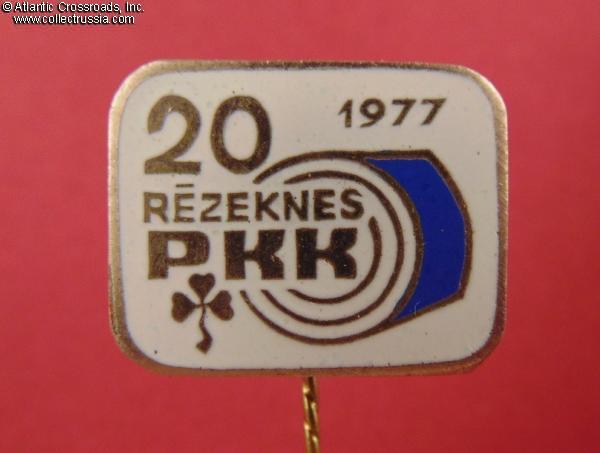 © Atlantic Crossroads, Inc.
www.collectrussia.com
20 1977
RĒZEKNES
PKK